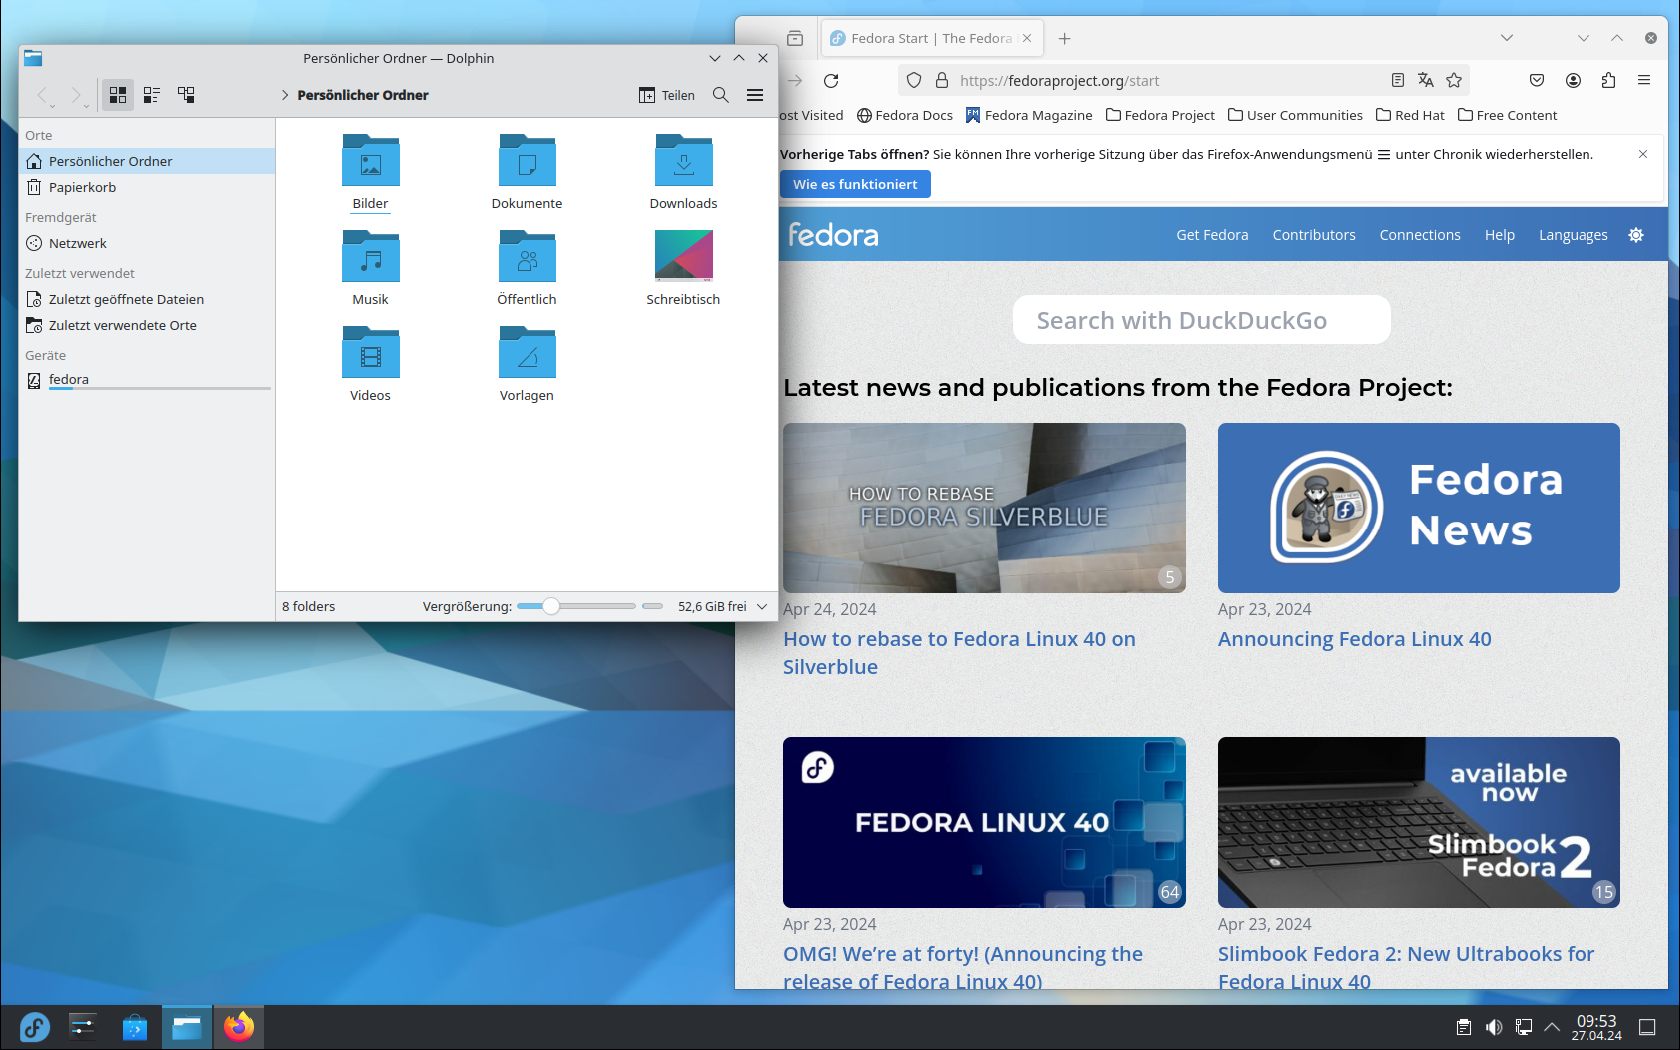 Persönlicher Ordner — Dolphin
Persönlicher Ordner
Teilen
Orte
Persönlicher Ordner
Papierkorb
Fremdgerät
Netzwerk
Zuletzt verwendet
Zuletzt geöffnete Dateien
Zuletzt verwendete Orte
Geräte
fedora
Bilder
Dokumente
Downloads
Musik
Öffentlich
Schreibtisch
Videos
Vorlagen
8 folders
Vergrößerung:
52,6 GiB frei
Fedora Start | The Fedora
https://fedoraproject.org/start
ost Visited
Fedora Docs
Fedora Magazine
Fedora Project
User Communities
Red Hat
Free Content
Vorherige Tabs öffnen? Sie können Ihre vorherige Sitzung über das Firefox-Anwendungsmenü ☰ unter Chronik wiederherstellen.
Wie es funktioniert
fedora
Get Fedora
Contributors
Connections
Help
Languages
Search with DuckDuckGo
Latest news and publications from the Fedora Project:
HOW TO REBASE
FEDORA SILVERBLUE
5
Apr 24, 2024
How to rebase to Fedora Linux 40 on
Silverblue
Fedora
News
Apr 23, 2024
Announcing Fedora Linux 40
FEDORA LINUX 40
64
Apr 23, 2024
OMG! We’re at forty! (Announcing the
release of Fedora Linux 40)
available
now
Slimbook
Fedora 2
15
Apr 23, 2024
Slimbook Fedora 2: New Ultrabooks for
Fedora Linux 40
09:53
27.04.24